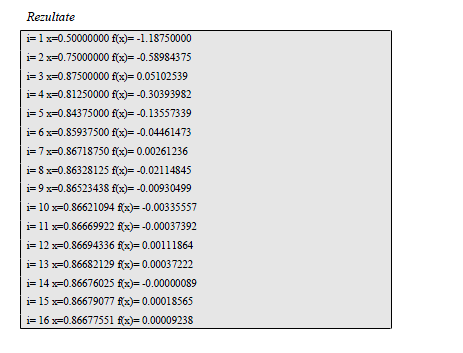 Rezultate
i= 1 x=0.50000000 f(x)= -1.18750000
i= 2 x=0.75000000 f(x)= -0.58984375
i= 3 x=0.87500000 f(x)= 0.05102539
i= 4 x=0.81250000 f(x)= -0.30393982
i= 5 x=0.84375000 f(x)= -0.13557339
i= 6 x=0.85937500 f(x)= -0.04461473
i= 7 x=0.86718750 f(x)= 0.00261236
i= 8 x=0.86328125 f(x)= -0.02114845
i= 9 x=0.86523438 f(x)= -0.00930499
i= 10 x=0.86621094 f(x)= -0.00335557
i= 11 x=0.86669922 f(x)= -0.00037392
i= 12 x=0.86694336 f(x)= 0.00111864
i= 13 x=0.86682129 f(x)= 0.00037222
i= 14 x=0.86676025 f(x)= -0.00000089
i= 15 x=0.86679077 f(x)= 0.00018565
i= 16 x=0.86677551 f(x)= 0.00009238